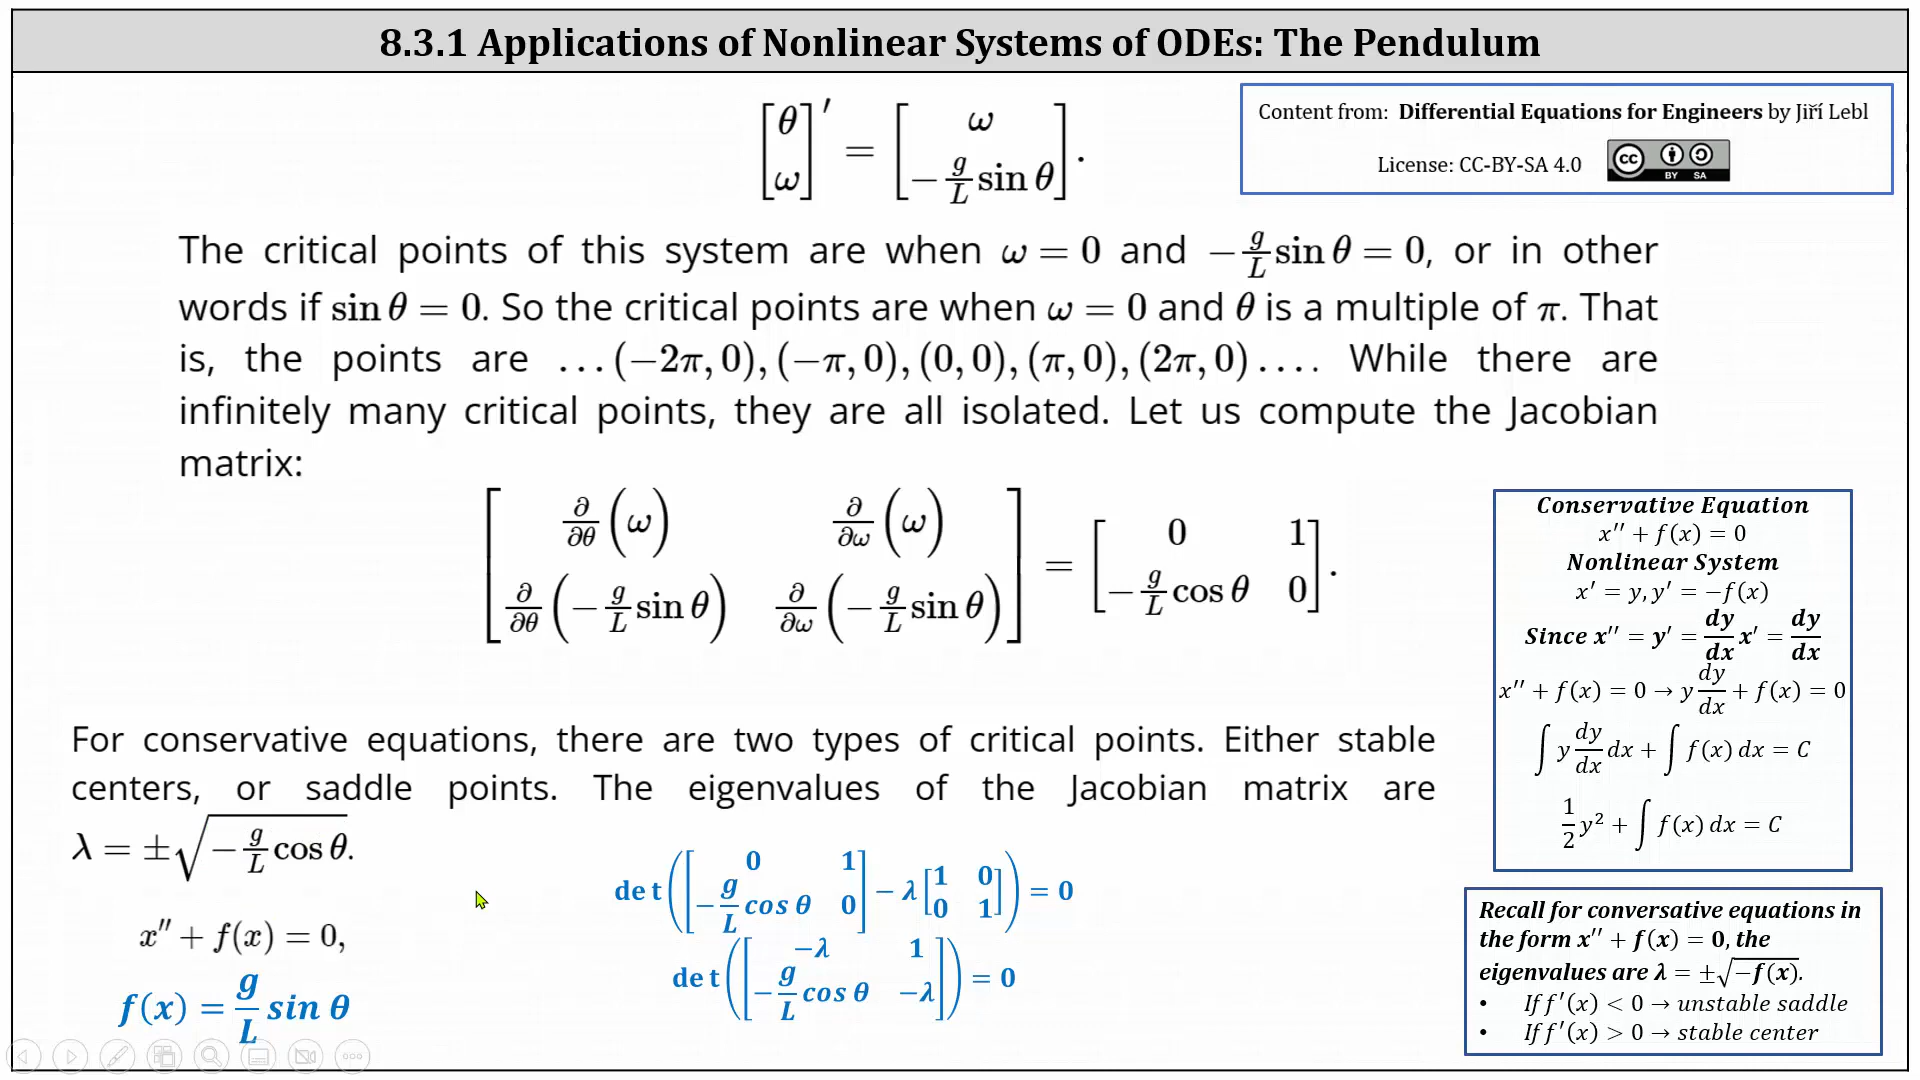 8.3.1 Applications of Nonlinear Systems of ODEs: The Pendulum
Content from: Differential Equations for Engineers by Jiří Lebl
License: CC-BY-SA 4.0
cc BY SA
[θ ω]′ = [ω −g/L sin θ].
The critical points of this system are when ω = 0 and −g/L sin θ = 0, or in other
words if sin θ = 0. So the critical points are when ω = 0 and θ is a multiple of π. That
is, the points are …(−2π, 0), (−π, 0), (0, 0), (π, 0), (2π, 0)…. While there are
infinitely many critical points, they are all isolated. Let us compute the Jacobian
matrix:
[∂/∂θ (ω) ∂/∂ω (ω)
∂/∂θ (−g/L sin θ) ∂/∂ω (−g/L sin θ)] = [0 1
−g/L cos θ 0].
For conservative equations, there are two types of critical points. Either stable
centers, or saddle points. The eigenvalues of the Jacobian matrix are
λ = ±√(−g/L cos θ).
x″ + f(x) = 0,
f(x) = g/L sin θ
det([0 1 −g/L cos θ 0] − λ [1 0 0 1]) = 0
det([−λ 1 −g/L cos θ −λ]) = 0
Conservative Equation
x″ + f(x) = 0
Nonlinear System
x′ = y, y′ = −f(x)
Since x″ = y′ = dy/dx x′ = dy/dx
x″ + f(x) = 0 → y dy/dx + f(x) = 0
∫ y dy/dx dx + ∫ f(x) dx = C
1/2 y² + ∫ f(x) dx = C
Recall for conversative equations in
the form x″ + f(x) = 0, the
eigenvalues are λ = ±√−f(x).
• If f′(x) < 0 → unstable saddle
• If f′(x) > 0 → stable center